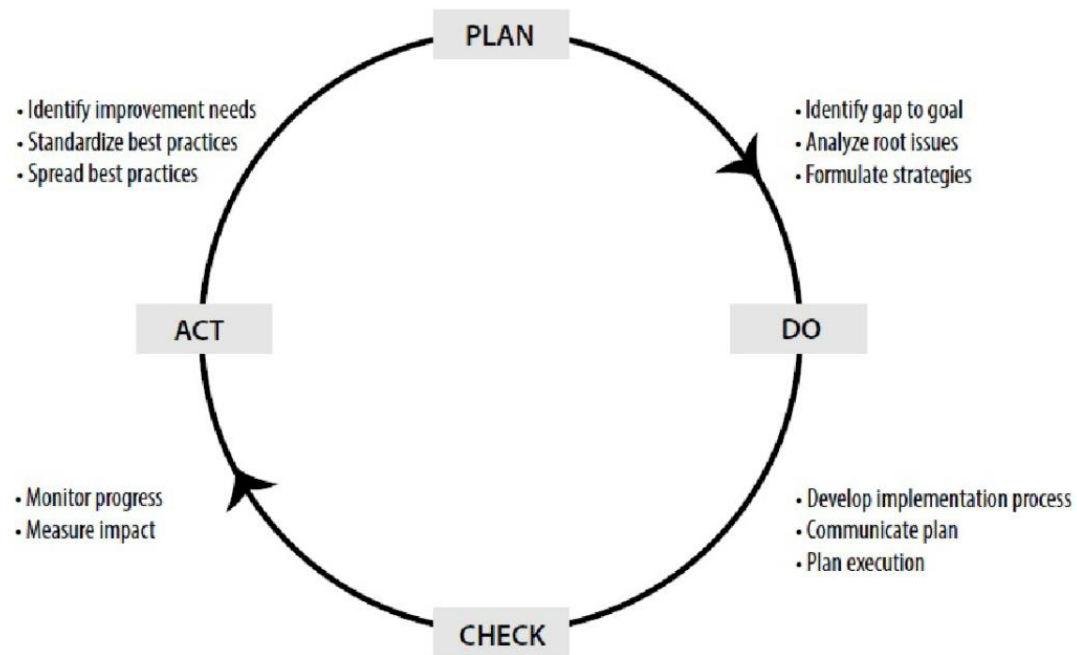 PLAN
• Identify improvement needs
• Standardize best practices
• Spread best practices
• Identify gap to goal
• Analyze root issues
• Formulate strategies
ACT
DO
• Monitor progress
• Measure impact
• Develop implementation process
• Communicate plan
• Plan execution
CHECK